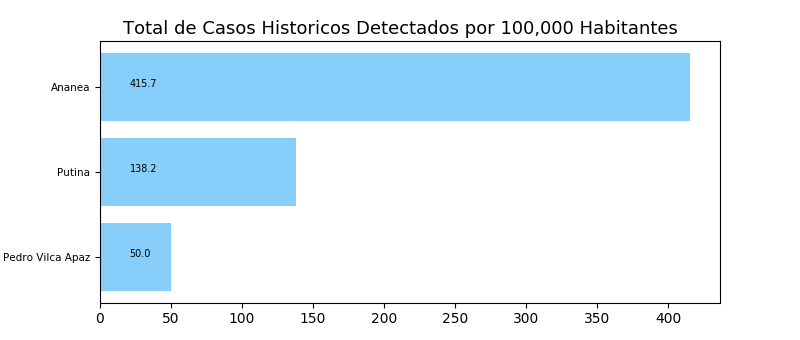 Total de Casos Historicos Detectados por 100,000 Habitantes
Ananea
415.7
Putina
138.2
Pedro Vilca Apaz
50.0
0 50 100 150 200 250 300 350 400